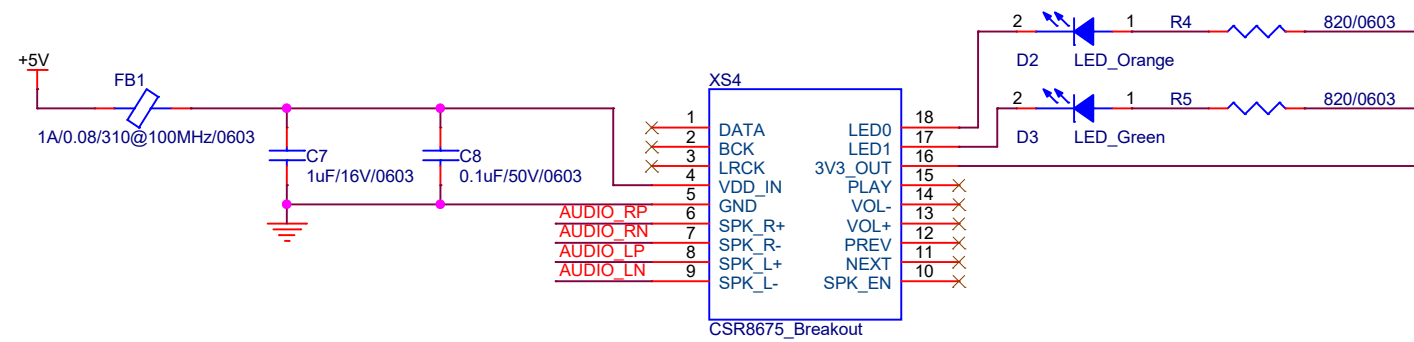 2 1 R4 820/0603
D2 LED_Orange
+5V
FB1
1A/0.08/310@100MHz/0603
XS4
2 1 R5 820/0603
D3 LED_Green
C7
1uF/16V/0603
C8
0.1uF/50V/0603
1 DATA LED0 18
2 BCK LED1 17
3 LRCK 3V3_OUT 16
4 VDD_IN PLAY 15
5 GND VOL- 14
AUDIO_RP 6 SPK_R+ VOL+ 13
AUDIO_RN 7 SPK_R- PREV 12
AUDIO_LP 8 SPK_L+ NEXT 11
AUDIO_LN 9 SPK_L- SPK_EN 10
CSR8675_Breakout